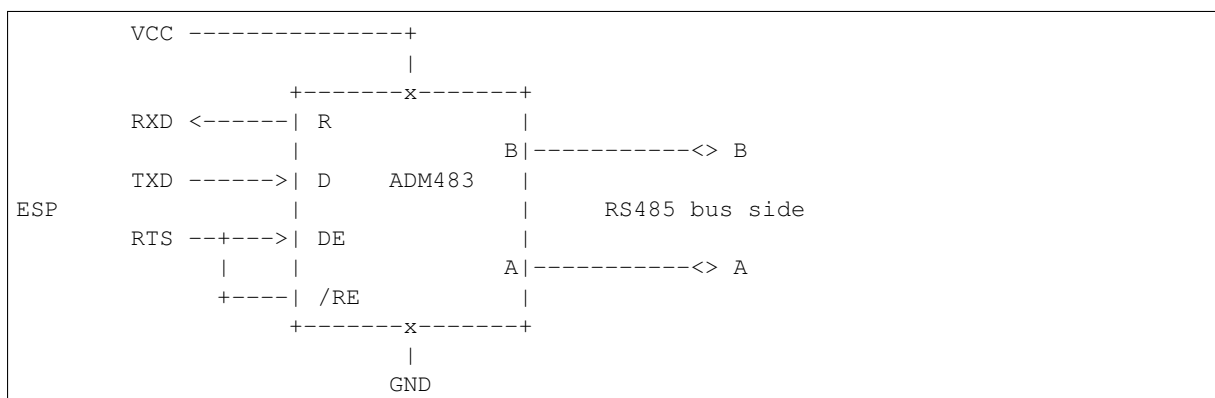 VCC ---------------+
                           |
                   +-------x-------+
        RXD <------| R             |
                   |              B|-----------<> B
        TXD ------>| D    ADM483   |
ESP                |               |     RS485 bus side
        RTS --+--->| DE            |
              |    |              A|-----------<> A
              +----| /RE           |
                   +-------x-------+
                           |
                          GND